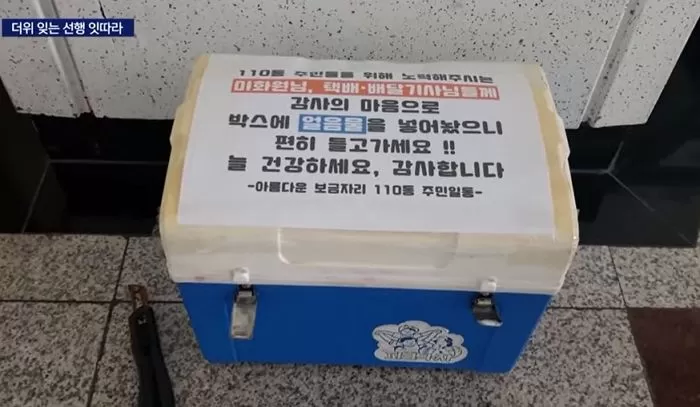 더위 잊는 선행 잇따라
110동 주민들을 위해 노력해주시는
미화원님, 택배·배달기사님들께
감사의 마음으로
박스에 얼음물을 넣어놨으니
편히 들고가세요 !!
늘 건강하세요, 감사합니다
-아름다운 보금자리 110동 주민일동-